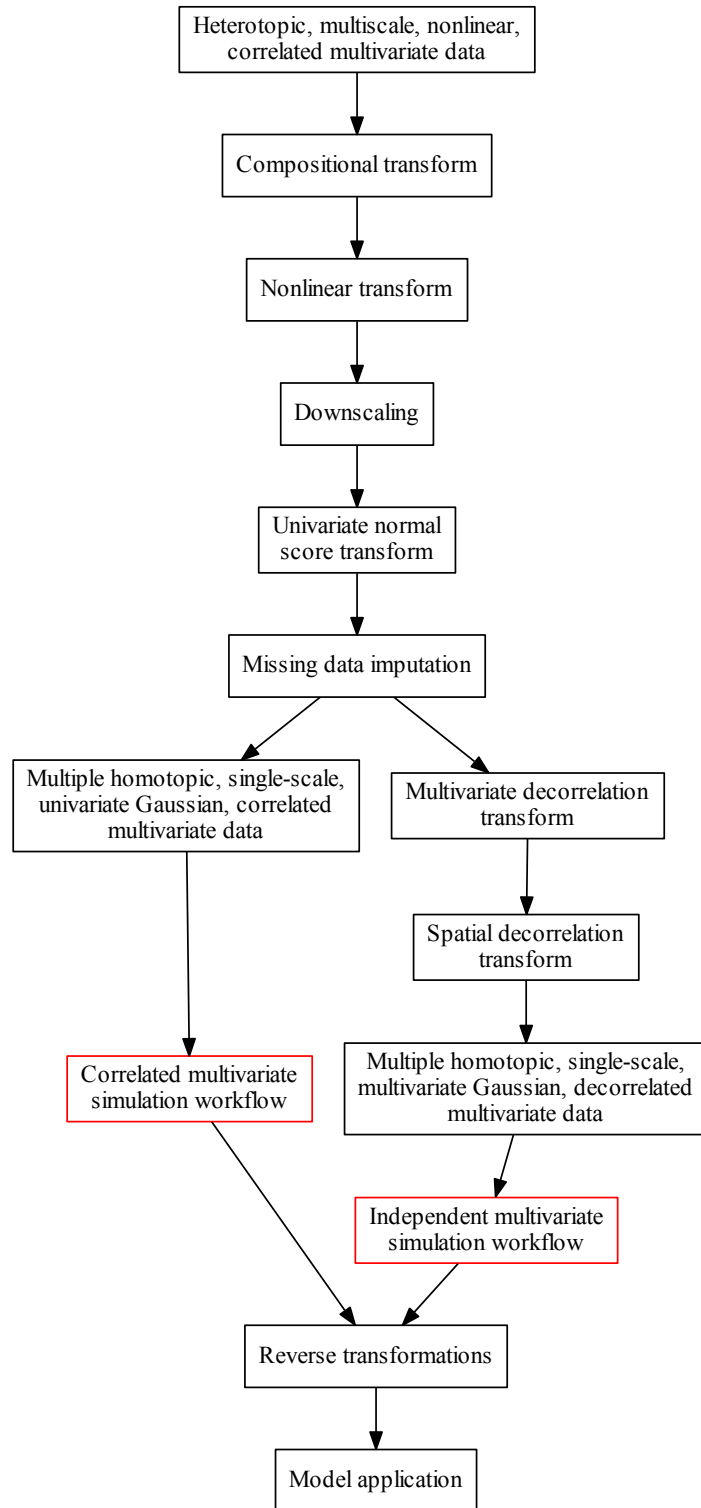 Heterotopic, multiscale, nonlinear,
correlated multivariate data
Compositional transform
Nonlinear transform
Downscaling
Univariate normal
score transform
Missing data imputation
Multiple homotopic, single-scale,
univariate Gaussian, correlated
multivariate data
Multivariate decorrelation
transform
Spatial decorrelation
transform
Correlated multivariate
simulation workflow
Multiple homotopic, single-scale,
multivariate Gaussian, decorrelated
multivariate data
Independent multivariate
simulation workflow
Reverse transformations
Model application